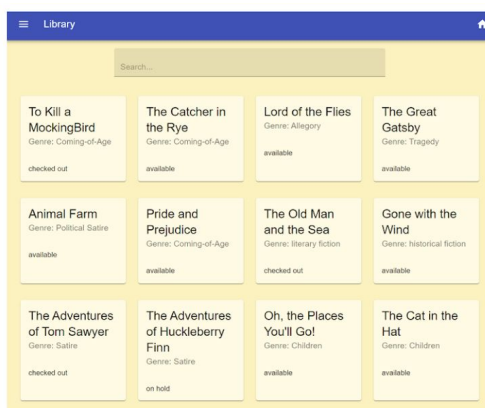 Library
Search...
To Kill a
MockingBird
Genre: Coming-of-Age
checked out
The Catcher in
the Rye
Genre: Coming-of-Age
available
Lord of the Flies
Genre: Allegory
available
The Great
Gatsby
Genre: Tragedy
available
Animal Farm
Genre: Political Satire
available
Pride and
Prejudice
Genre: Coming-of-Age
available
The Old Man
and the Sea
Genre: literary fiction
checked out
Gone with the
Wind
Genre: historical fiction
available
The Adventures
of Tom Sawyer
Genre: Satire
checked out
The Adventures
of Huckleberry
Finn
Genre: Satire
on hold
Oh, the Places
You'll Go!
Genre: Children
available
The Cat in the
Hat
Genre: Children
available